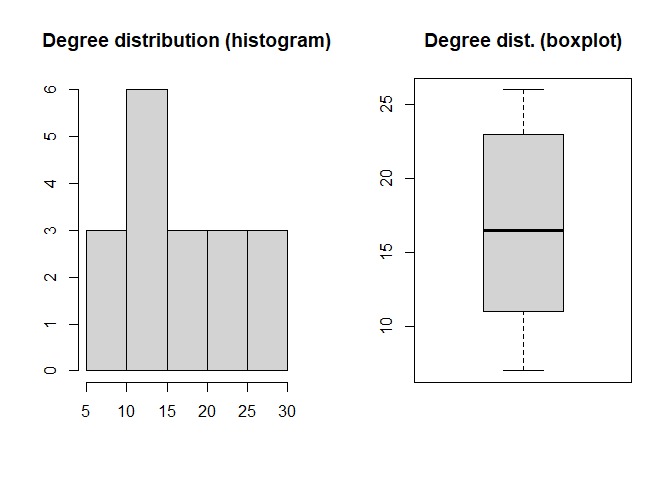 Degree distribution (histogram)
0 1 2 3 4 5 6
5 10 15 20 25 30
Degree dist. (boxplot)
10 15 20 25